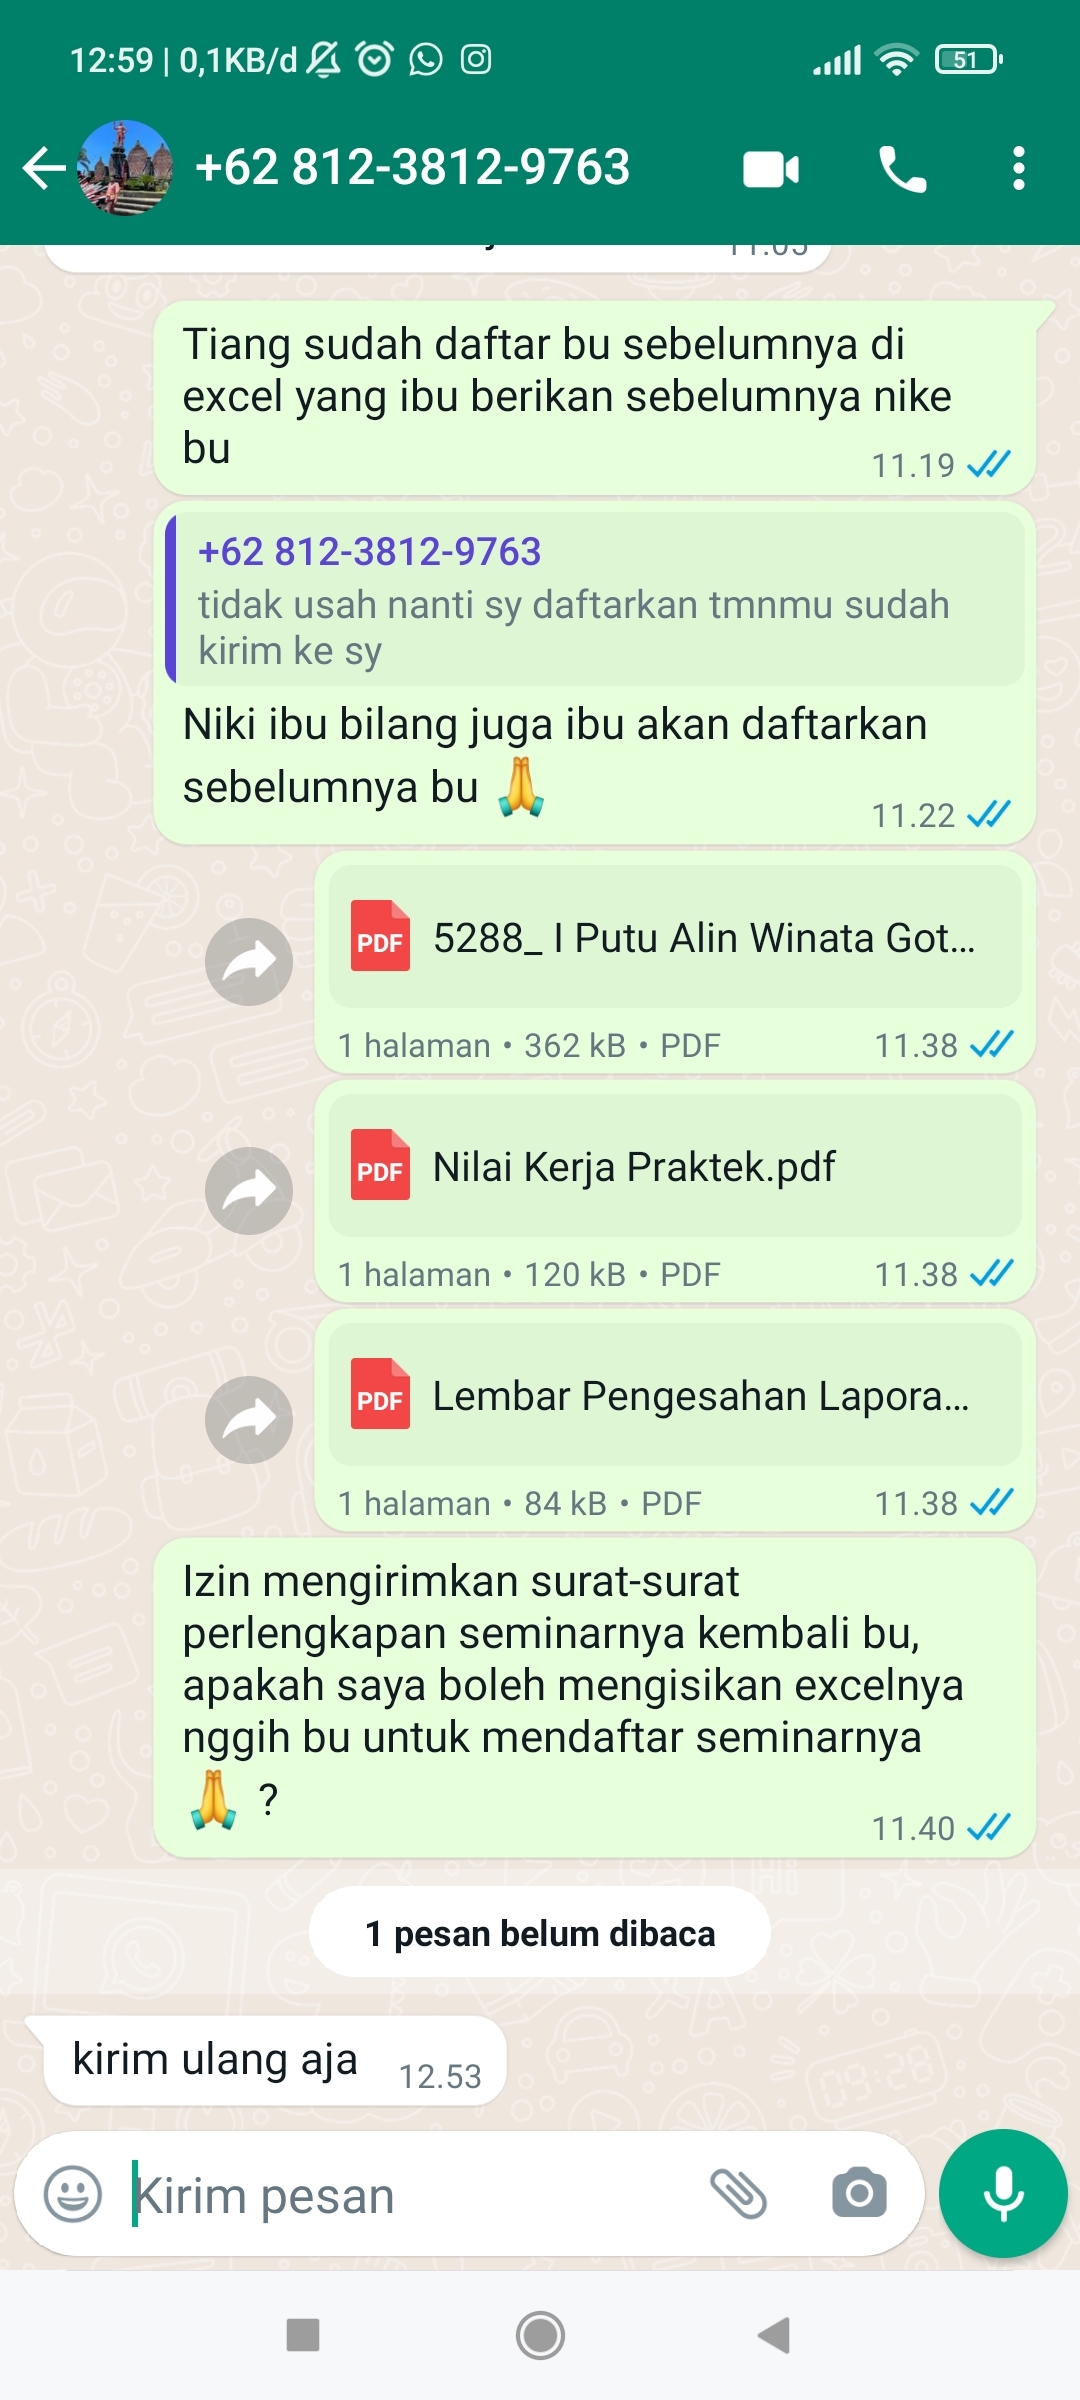 12:59 | 0,1KB/d
51
+62 812-3812-9763
11.05
Tiang sudah daftar bu sebelumnya di
excel yang ibu berikan sebelumnya nike
bu
11.19
+62 812-3812-9763
tidak usah nanti sy daftarkan tmnmu sudah
kirim ke sy
Niki ibu bilang juga ibu akan daftarkan
sebelumnya bu 🙏
11.22
PDF 5288_ I Putu Alin Winata Got...
1 halaman • 362 kB • PDF 11.38
PDF Nilai Kerja Praktek.pdf
1 halaman • 120 kB • PDF 11.38
PDF Lembar Pengesahan Lapora...
1 halaman • 84 kB • PDF 11.38
Izin mengirimkan surat-surat
perlengkapan seminarnya kembali bu,
apakah saya boleh mengisikan excelnya
nggih bu untuk mendaftar seminarnya
🙏 ?
11.40
1 pesan belum dibaca
kirim ulang aja 12.53
Kirim pesan